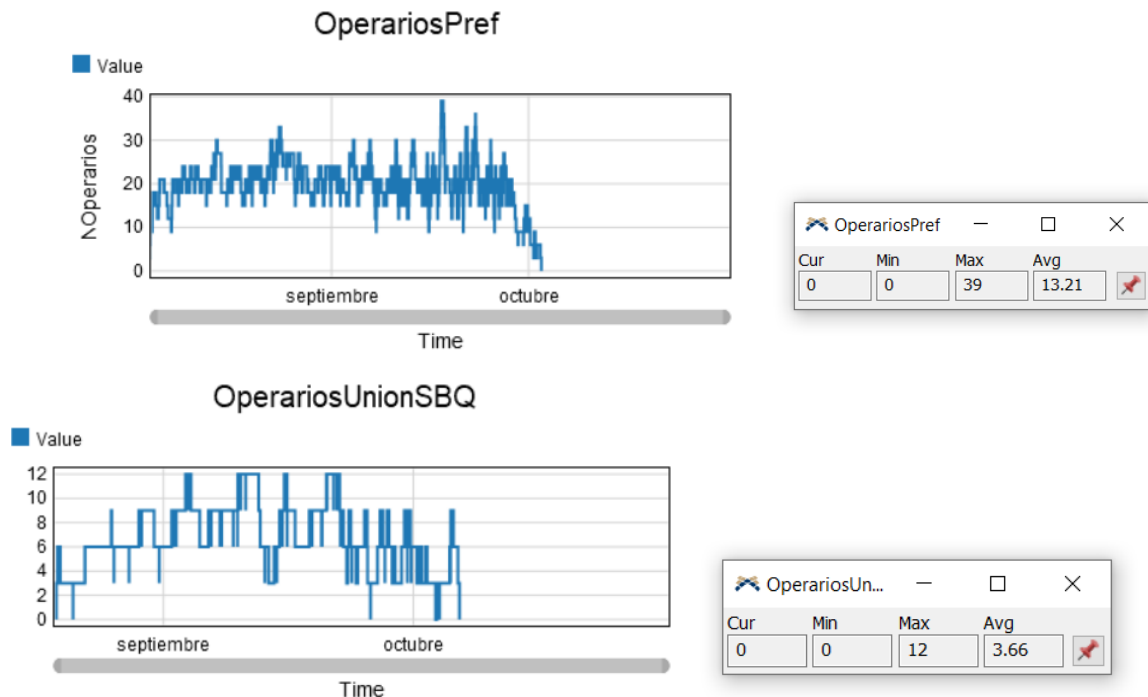 OperariosPref
Value
NOperarios
40
30
20
10
0
septiembre octubre
Time
OperariosPref
Cur Min Max Avg
0 0 39 13.21
OperariosUnionSBQ
Value
12
10
8
6
4
2
0
septiembre octubre
Time
OperariosUn...
Cur Min Max Avg
0 0 12 3.66